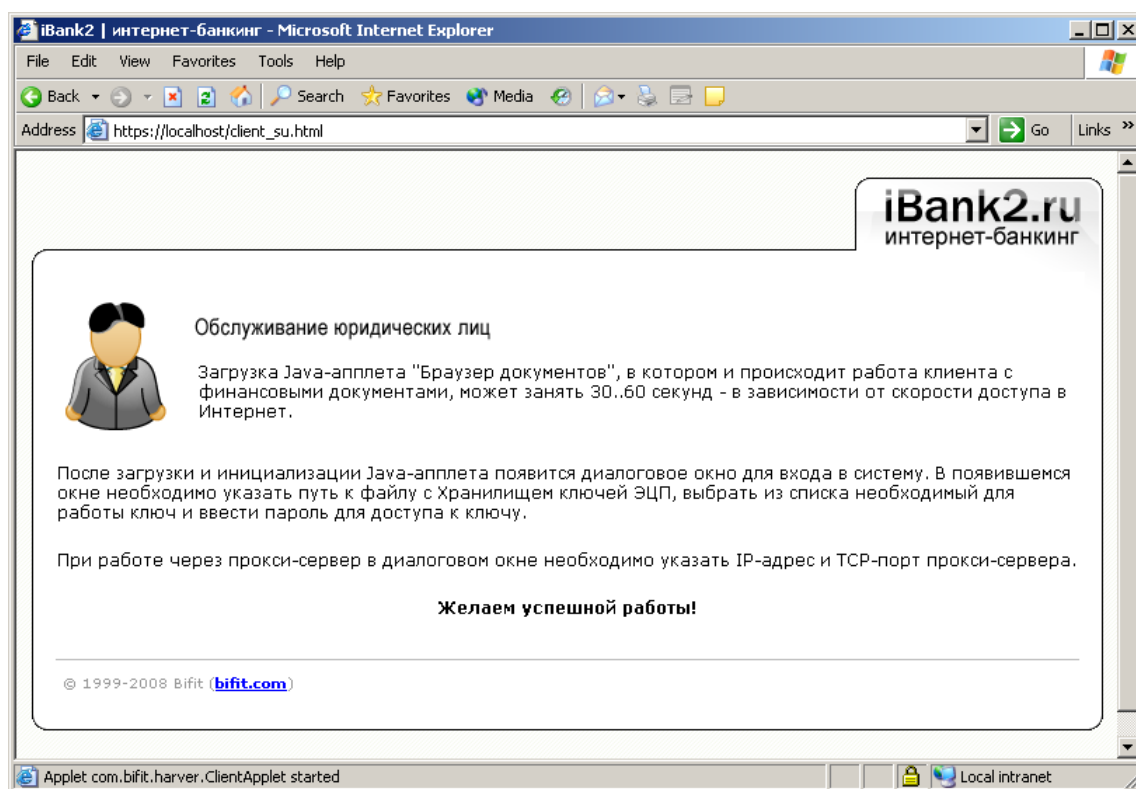 iBank2 | интернет-банкинг - Microsoft Internet Explorer
File Edit View Favorites Tools Help
Back Search Favorites Media
Address https://localhost/client_su.html Go Links »
iBank2.ru
интернет-банкинг
Обслуживание юридических лиц
Загрузка Java-апплета "Браузер документов", в котором и происходит работа клиента с
финансовыми документами, может занять 30..60 секунд - в зависимости от скорости доступа в
Интернет.
После загрузки и инициализации Java-апплета появится диалоговое окно для входа в систему. В появившемся
окне необходимо указать путь к файлу с Хранилищем ключей ЭЦП, выбрать из списка необходимый для
работы ключ и ввести пароль для доступа к ключу.
При работе через прокси-сервер в диалоговом окне необходимо указать IP-адрес и TCP-порт прокси-сервера.
Желаем успешной работы!
© 1999-2008 Bifit (bifit.com)
Applet com.bifit.harver.ClientApplet started Local intranet